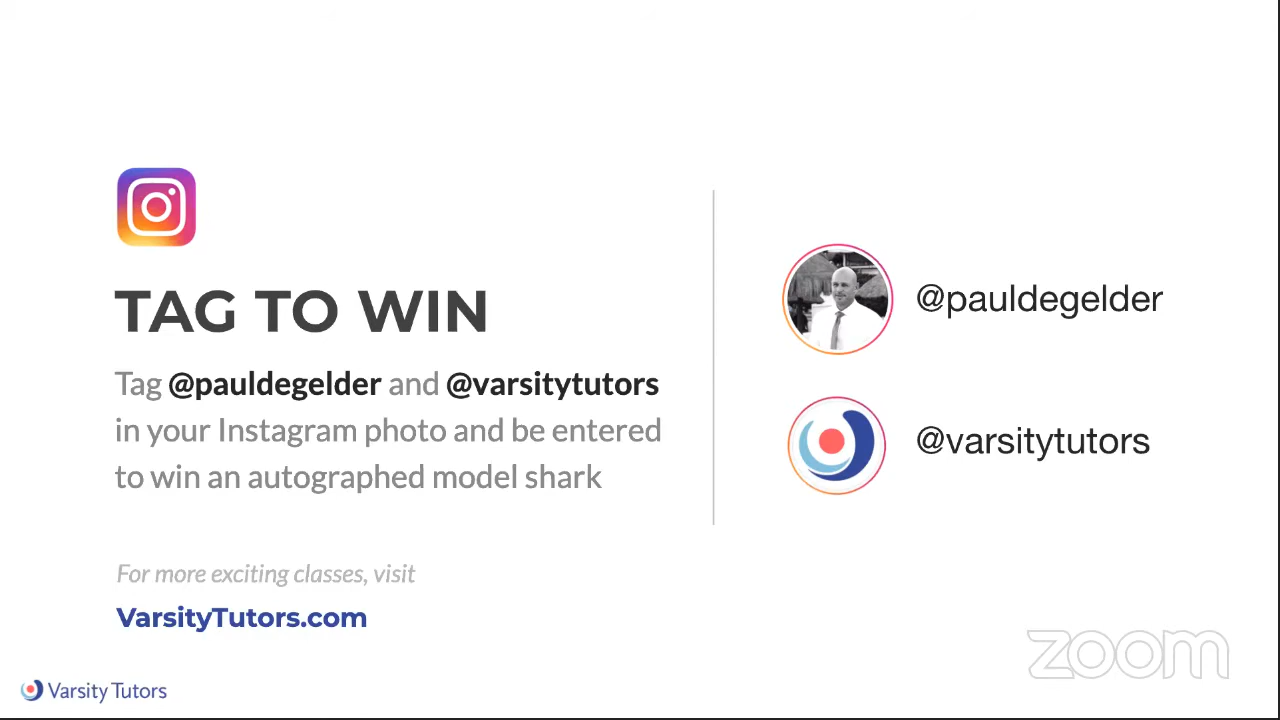 TAG TO WIN
Tag @pauldegelder and @varsitytutors
in your Instagram photo and be entered
to win an autographed model shark
For more exciting classes, visit
VarsityTutors.com
@pauldegelder
@varsitytutors
Varsity Tutors
zoom